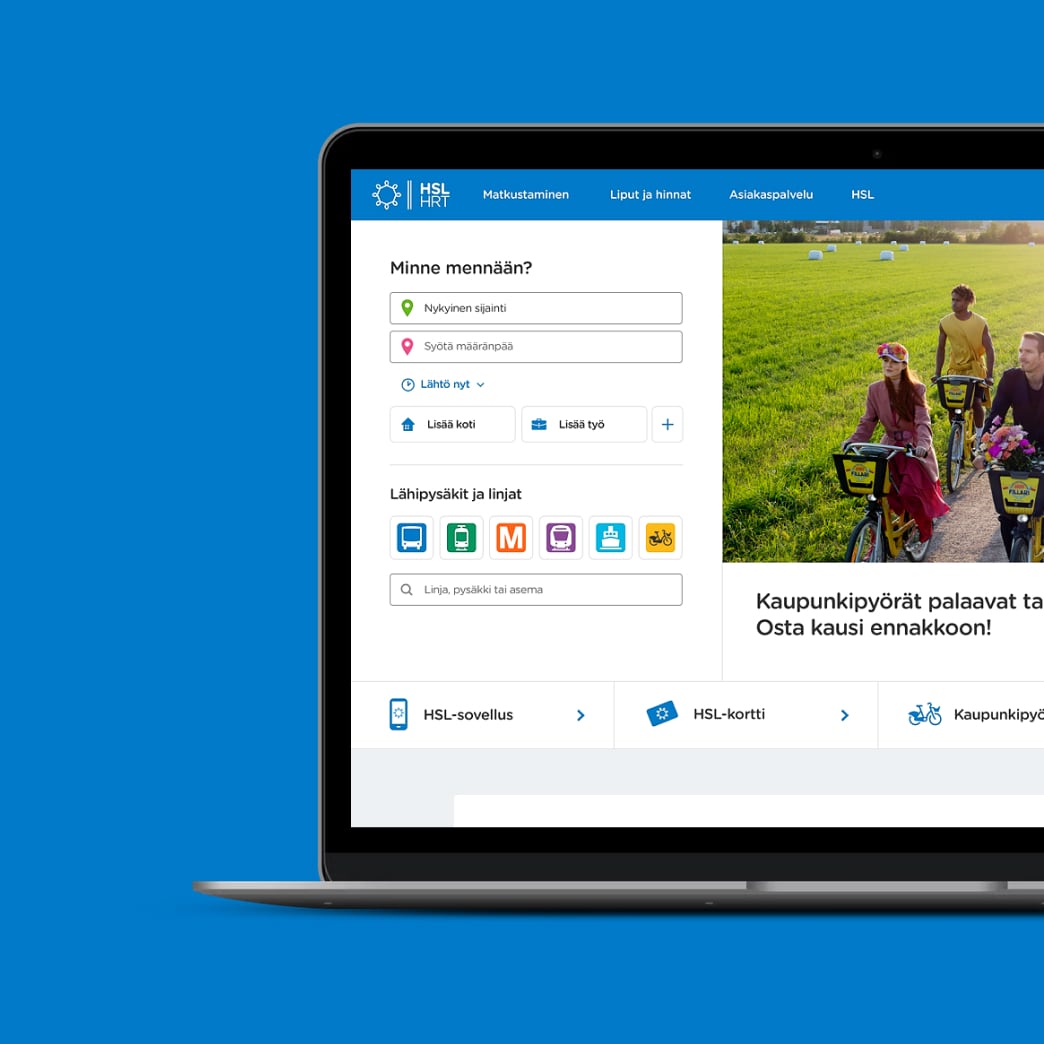 HSL
HRT
Matkustaminen
Liput ja hinnat
Asiakaspalvelu
HSL
Minne mennään?
Nykyinen sijainti
Syötä määränpää
Lähtö nyt
Lisää koti
Lisää työ
Lähipysäkit ja linjat
M
Linja, pysäkki tai asema
FILLARI
FILLARI
Kaupunkipyörät palaavat ta
Osta kausi ennakkoon!
HSL-sovellus
HSL-kortti
Kaupunkipyö